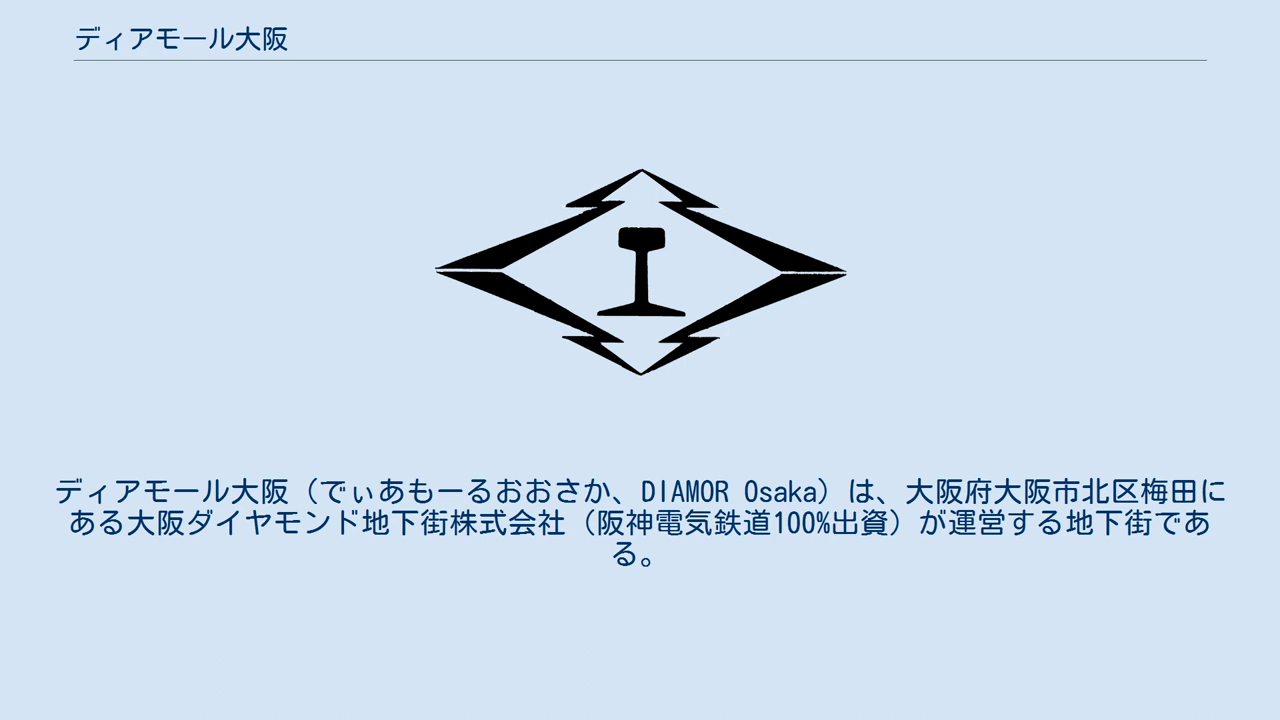 ディアモール大阪
ディアモール大阪（でぃあもーるおおさか、DIAMOR Osaka）は、大阪府大阪市北区梅田に
ある大阪ダイヤモンド地下街株式会社（阪神電気鉄道100%出資）が運営する地下街であ
る。